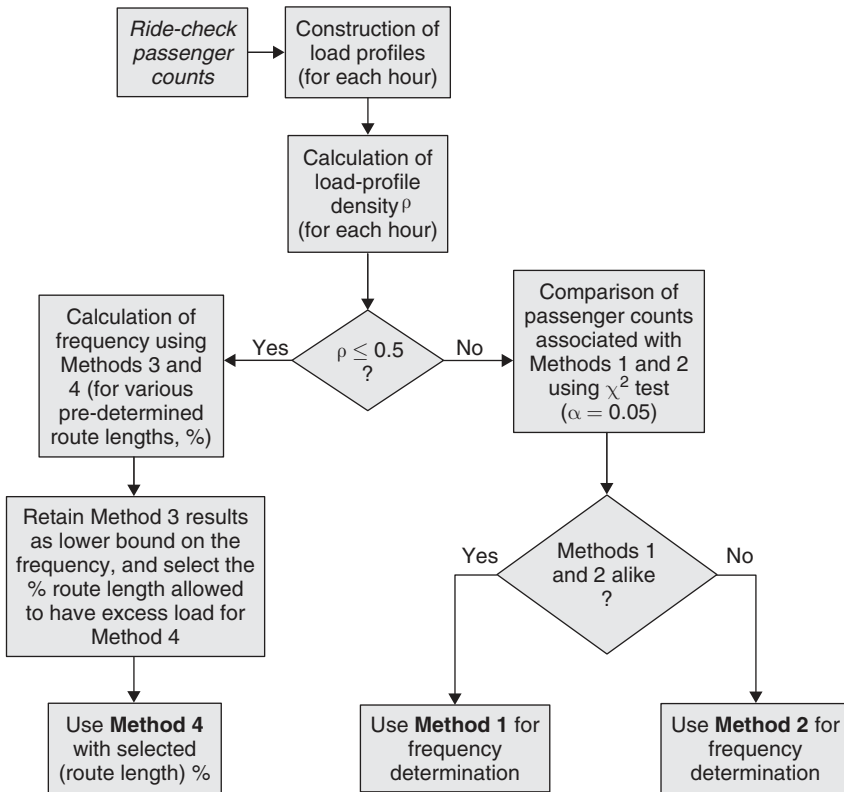 Ride-check
passenger
counts
Construction of
load profiles
(for each hour)
Calculation of
load-profile
density ρ
(for each hour)
Calculation of
frequency using
Methods 3 and
4 (for various
pre-determined
route lengths, %)
Yes
ρ ≤ 0.5
?
No
Comparison of
passenger counts
associated with
Methods 1 and 2
using χ² test
(α = 0.05)
Retain Method 3 results
as lower bound on the
frequency, and select the
% route length allowed
to have excess load for
Method 4
Yes
Methods 1
and 2 alike
?
No
Use Method 4
with selected
(route length) %
Use Method 1 for
frequency
determination
Use Method 2 for
frequency
determination